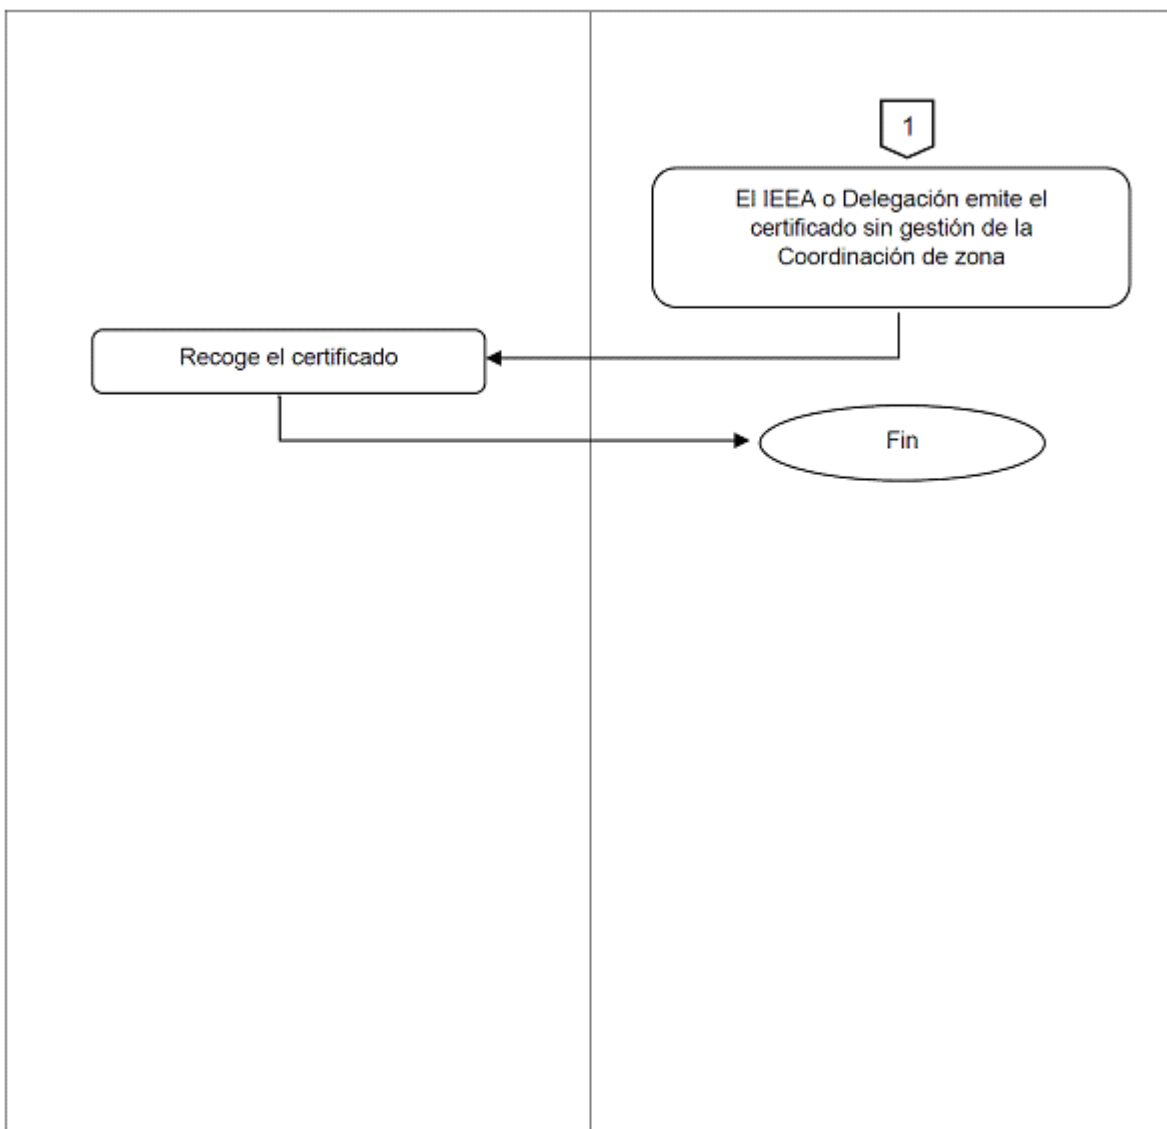 1
El IEEA o Delegación emite el
certificado sin gestión de la
Coordinación de zona
Recoge el certificado
Fin